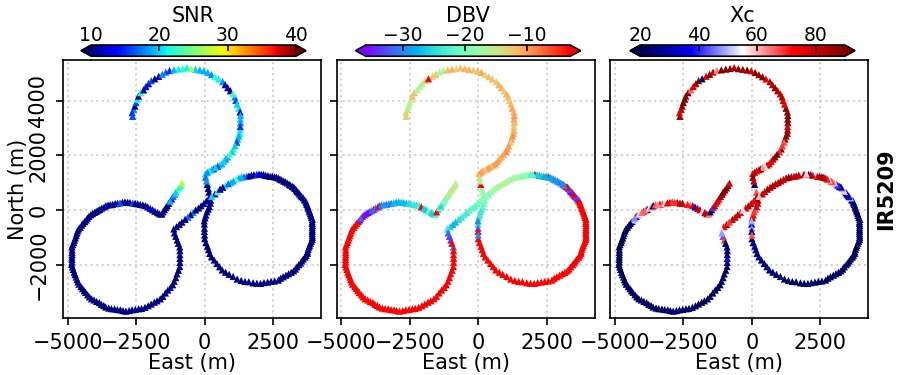 SNR DBV Xc
10 20 30 40 −30 −20 −10 20 40 60 80
4000
2000
0
−2000
North (m)
IR5209
−5000 −2500 0 2500 −5000 −2500 0 2500 −5000 −2500 0 2500
East (m) East (m) East (m)